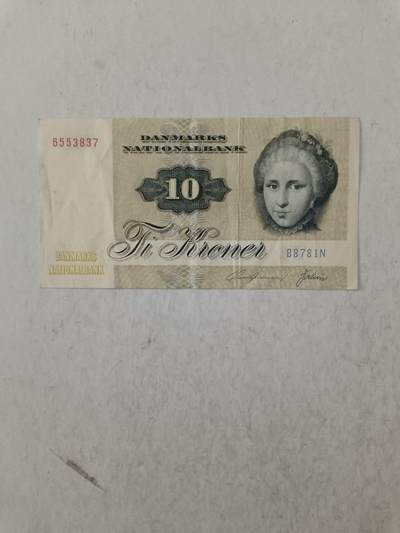 6553837
DANMARKS
NATIONALBANK
10
Ti Kroner
B8781N
DANMARKS
NATIONALBANK